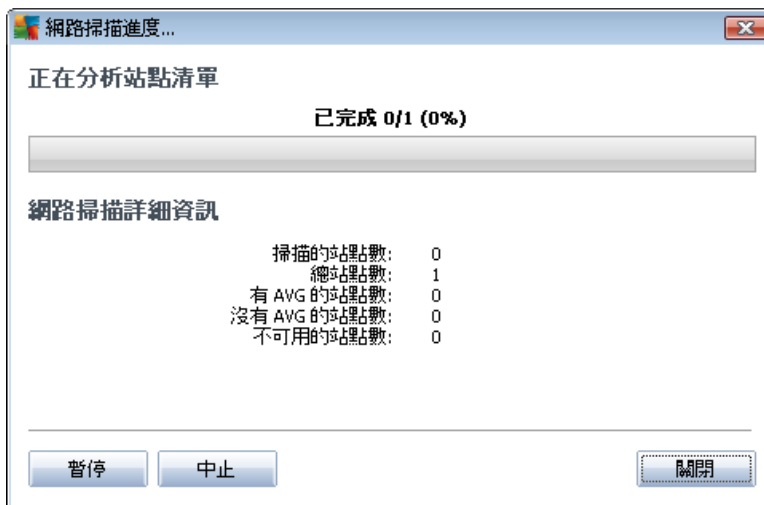 網路掃描進度...
正在分析站點清單
已完成 0/1 (0%)
網路掃描詳細資訊
掃描的站點數: 0
總站點數: 1
有 AVG 的站點數: 0
沒有 AVG 的站點數: 0
不可用的站點數: 0
暫停 中止 關閉